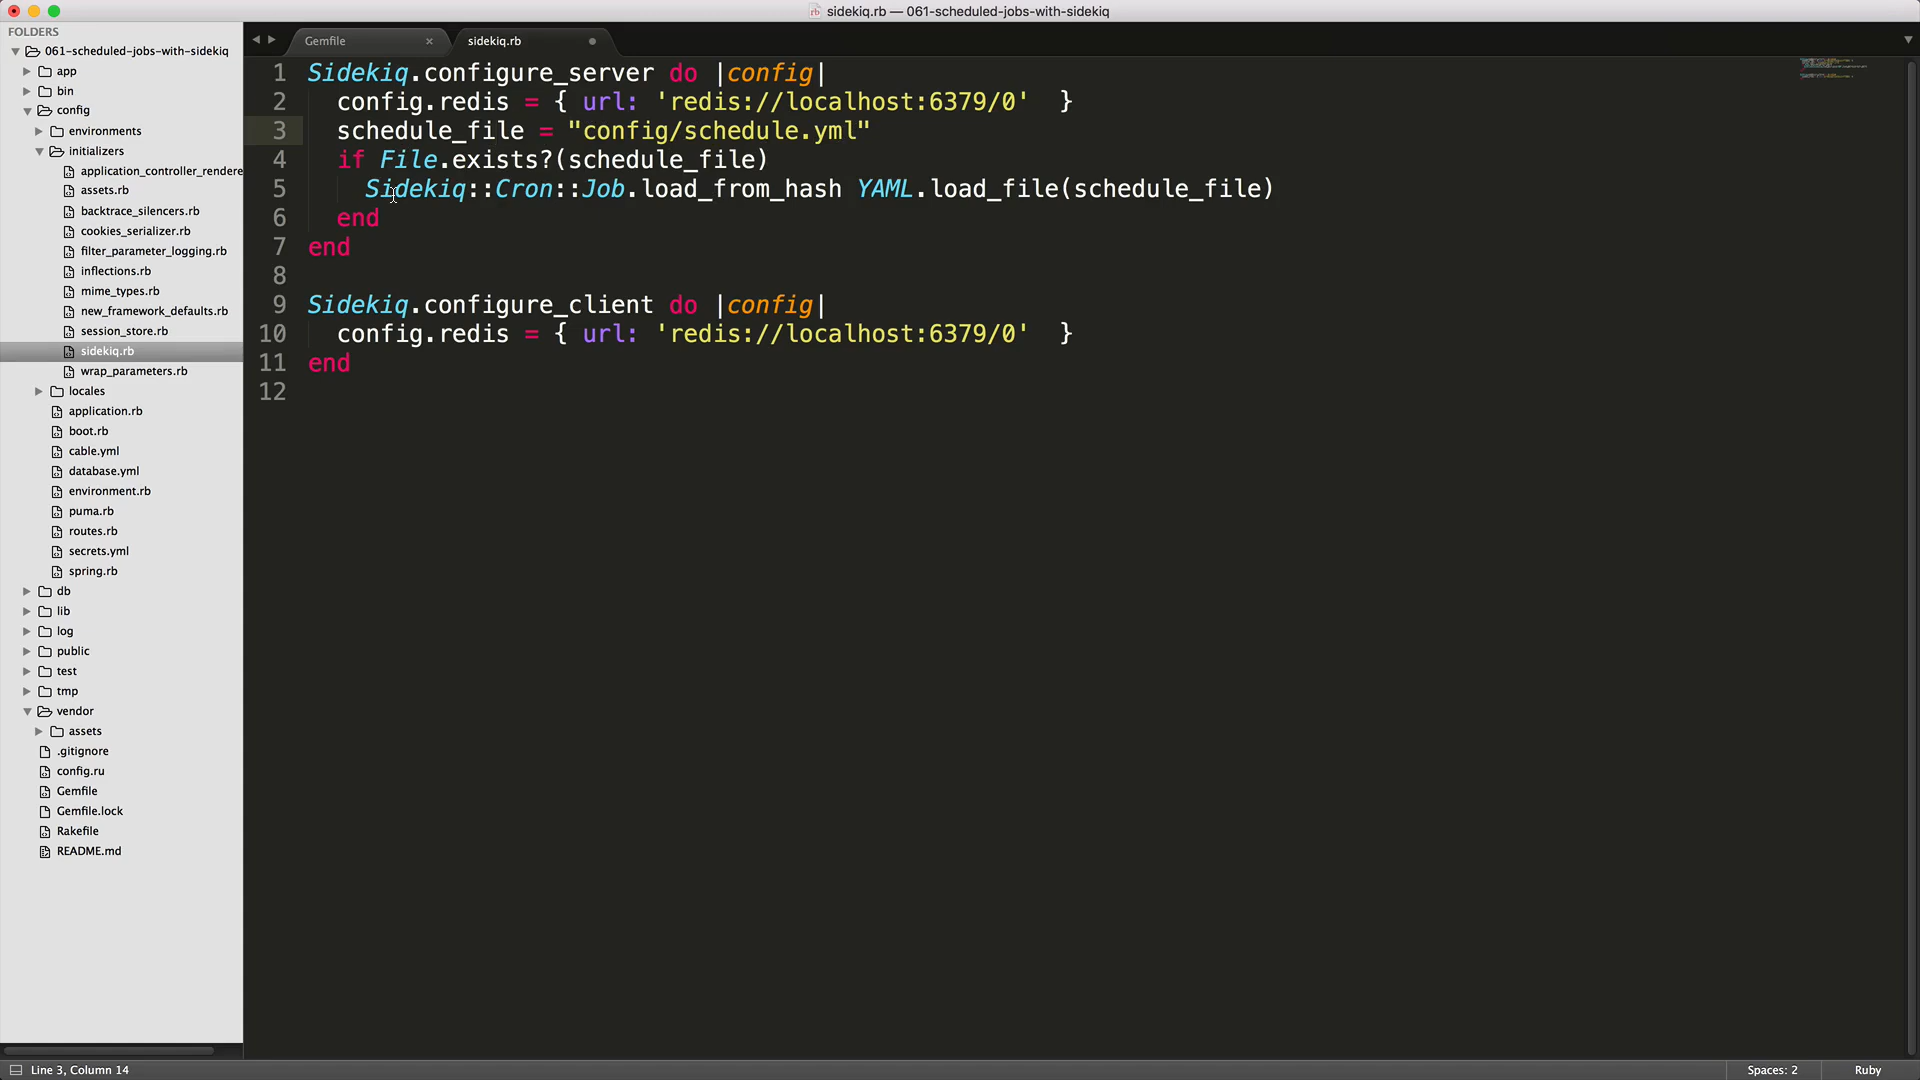 sidekiq.rb — 061-scheduled-jobs-with-sidekiq
FOLDERS
061-scheduled-jobs-with-sidekiq
app
bin
config
environments
initializers
application_controller_rendere
assets.rb
backtrace_silencers.rb
cookies_serializer.rb
filter_parameter_logging.rb
inflections.rb
mime_types.rb
new_framework_defaults.rb
session_store.rb
sidekiq.rb
wrap_parameters.rb
locales
application.rb
boot.rb
cable.yml
database.yml
environment.rb
puma.rb
routes.rb
secrets.yml
spring.rb
db
lib
log
public
test
tmp
vendor
assets
.gitignore
config.ru
Gemfile
Gemfile.lock
Rakefile
README.md
Gemfile
sidekiq.rb
1 Sidekiq.configure_server do |config|
2   config.redis = { url: 'redis://localhost:6379/0'  }
3   schedule_file = "config/schedule.yml"
4   if File.exists?(schedule_file)
5     Sidekiq::Cron::Job.load_from_hash YAML.load_file(schedule_file)
6   end
7 end
8
9 Sidekiq.configure_client do |config|
10   config.redis = { url: 'redis://localhost:6379/0'  }
11 end
12
Line 3, Column 14
Spaces: 2
Ruby